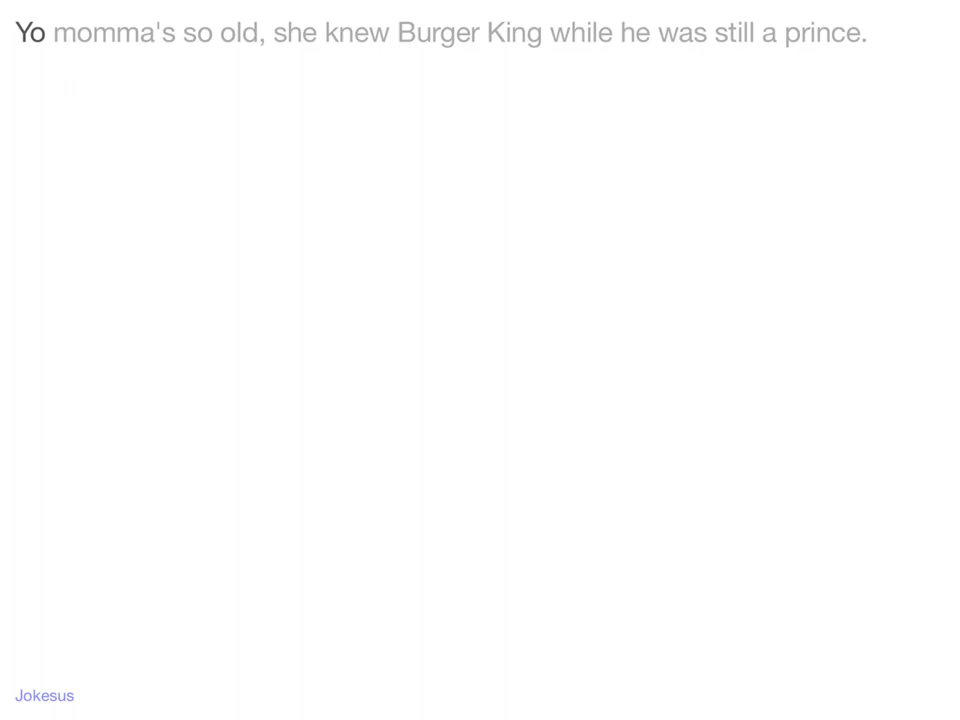 Yo momma's so old, she knew Burger King while he was still a prince.
Jokesus